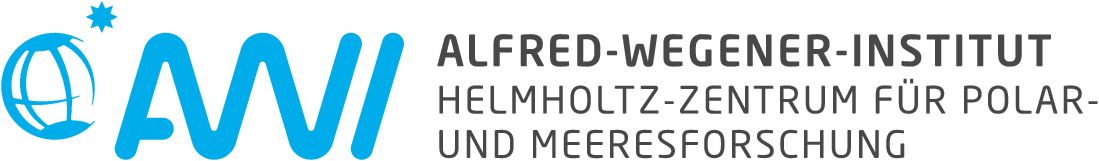 AWI
ALFRED-WEGENER-INSTITUT
HELMHOLTZ-ZENTRUM FÜR POLAR-
UND MEERESFORSCHUNG